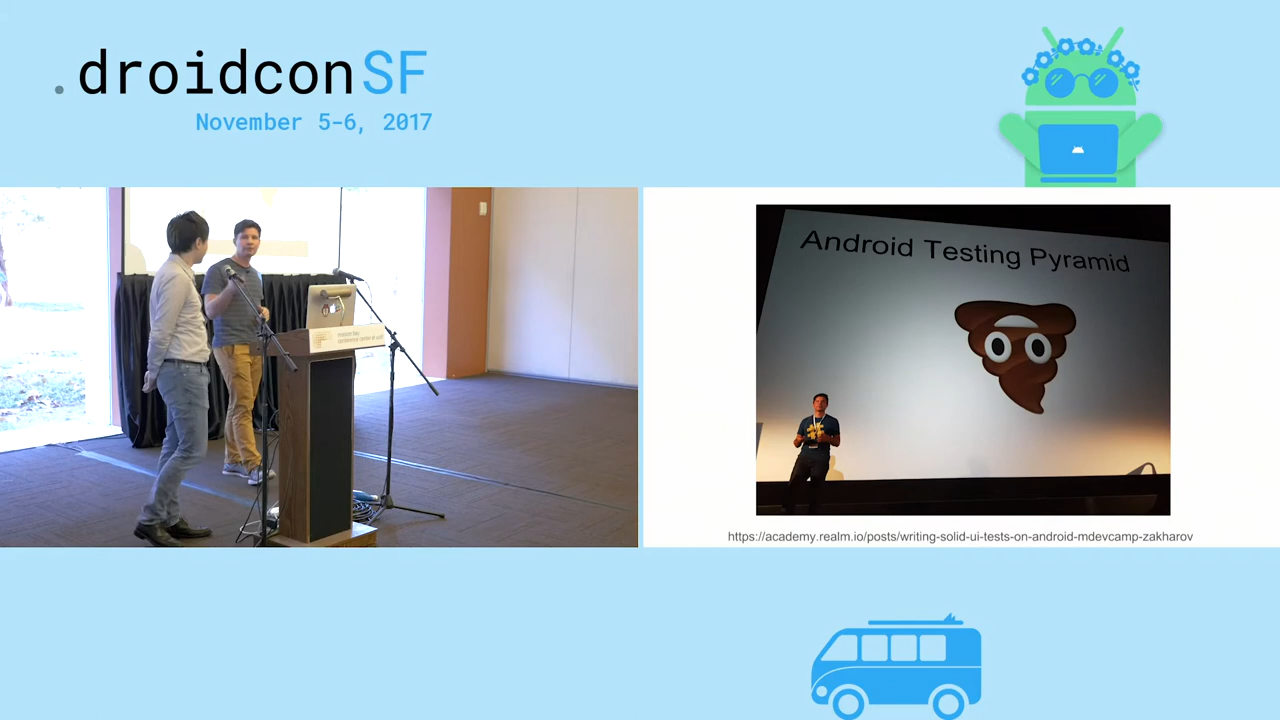 .droidconSF
November 5-6, 2017
Android Testing Pyramid
https://academy.realm.io/posts/writing-solid-ui-tests-on-android-mdevcamp-zakharov